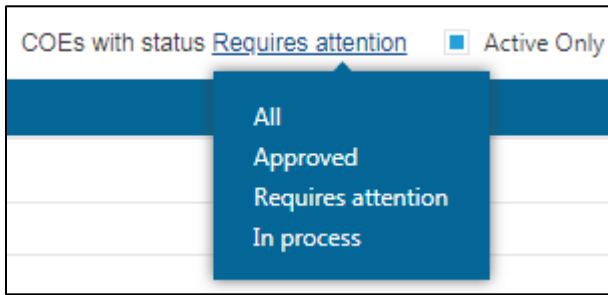 COEs with status Requires attention Active Only
All
Approved
Requires attention
In process